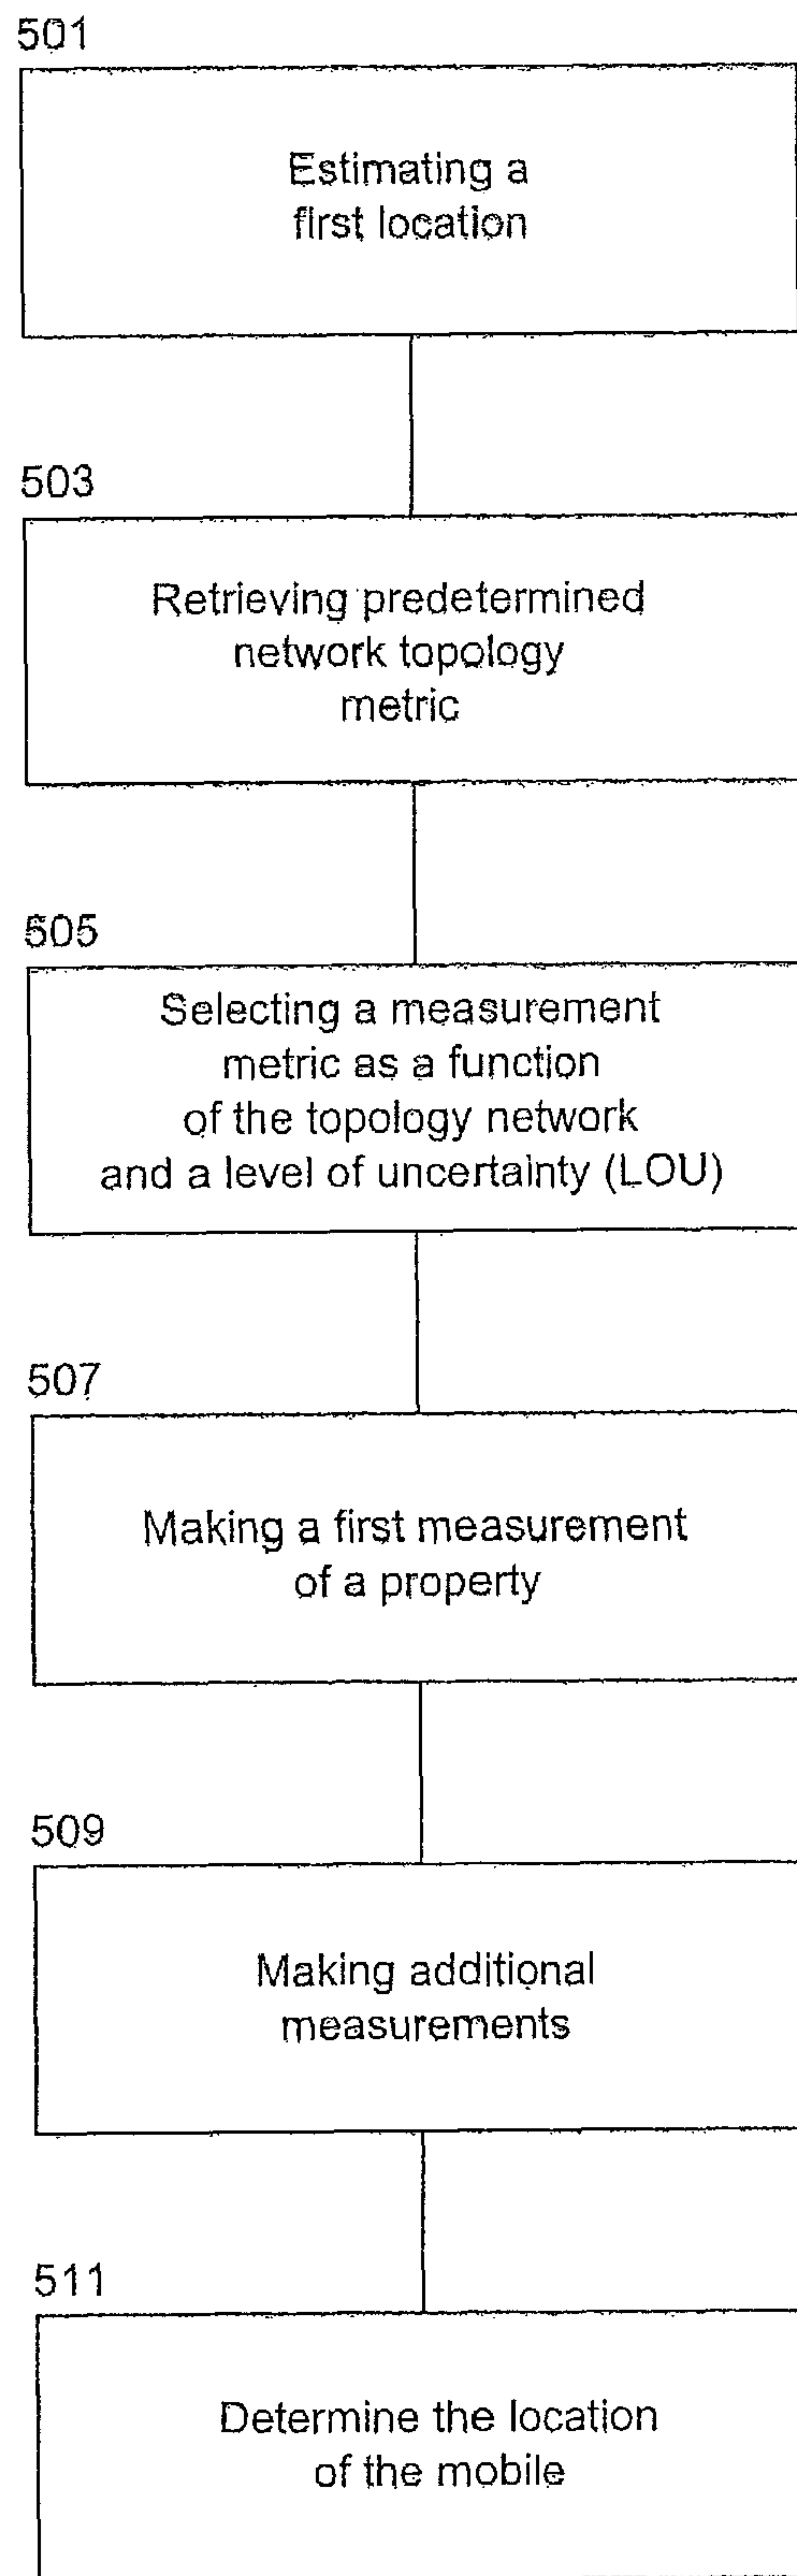 501
Estimating a
first location
503
Retrieving predetermined
network topology
metric
505
Selecting a measurement
metric as a function
of the topology network
and a level of uncertainty (LOU)
507
Making a first measurement
of a property
509
Making additional
measurements
511
Determine the location
of the mobile